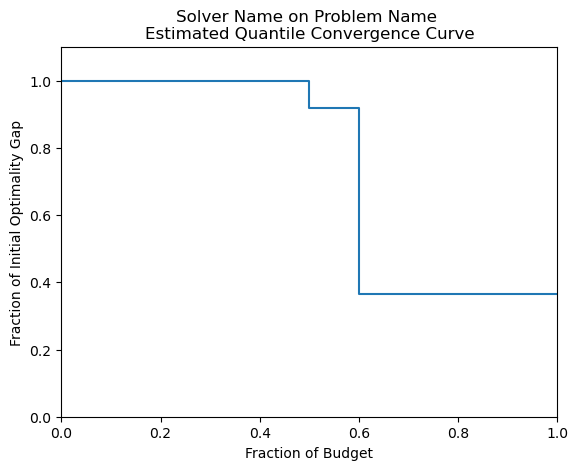 Solver Name on Problem Name
Estimated Quantile Convergence Curve
Fraction of Initial Optimality Gap
1.0
0.8
0.6
0.4
0.2
0.0
0.0 0.2 0.4 0.6 0.8 1.0
Fraction of Budget